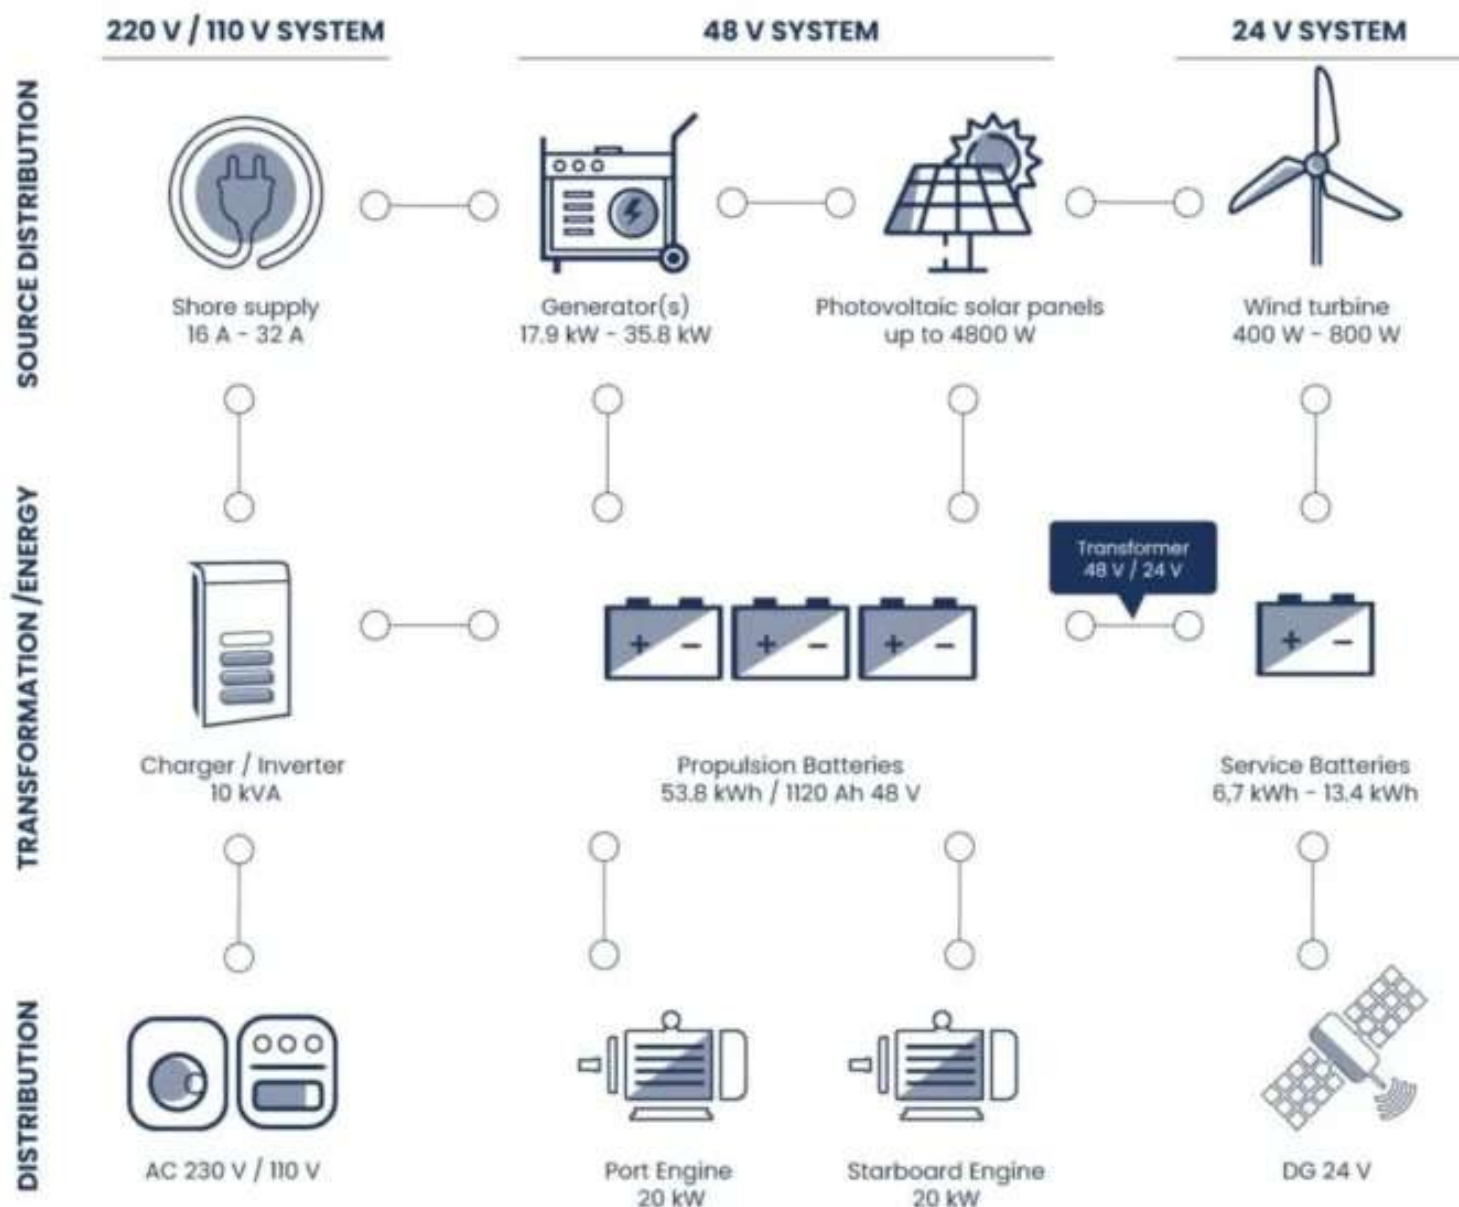 220 V / 110 V SYSTEM
48 V SYSTEM
24 V SYSTEM
SOURCE DISTRIBUTION
Shore supply
16 A - 32 A
Generator(s)
17.9 kW - 35.8 kW
Photovoltaic solar panels
up to 4800 W
Wind turbine
400 W - 800 W
TRANSFORMATION /ENERGY
Transformer
48 V / 24 V
+ −
+ −
+ −
+ −
Charger / Inverter
10 kVA
Propulsion Batteries
53.8 kWh / 1120 Ah 48 V
Service Batteries
6,7 kWh - 13.4 kWh
DISTRIBUTION
AC 230 V / 110 V
Port Engine
20 kW
Starboard Engine
20 kW
DG 24 V